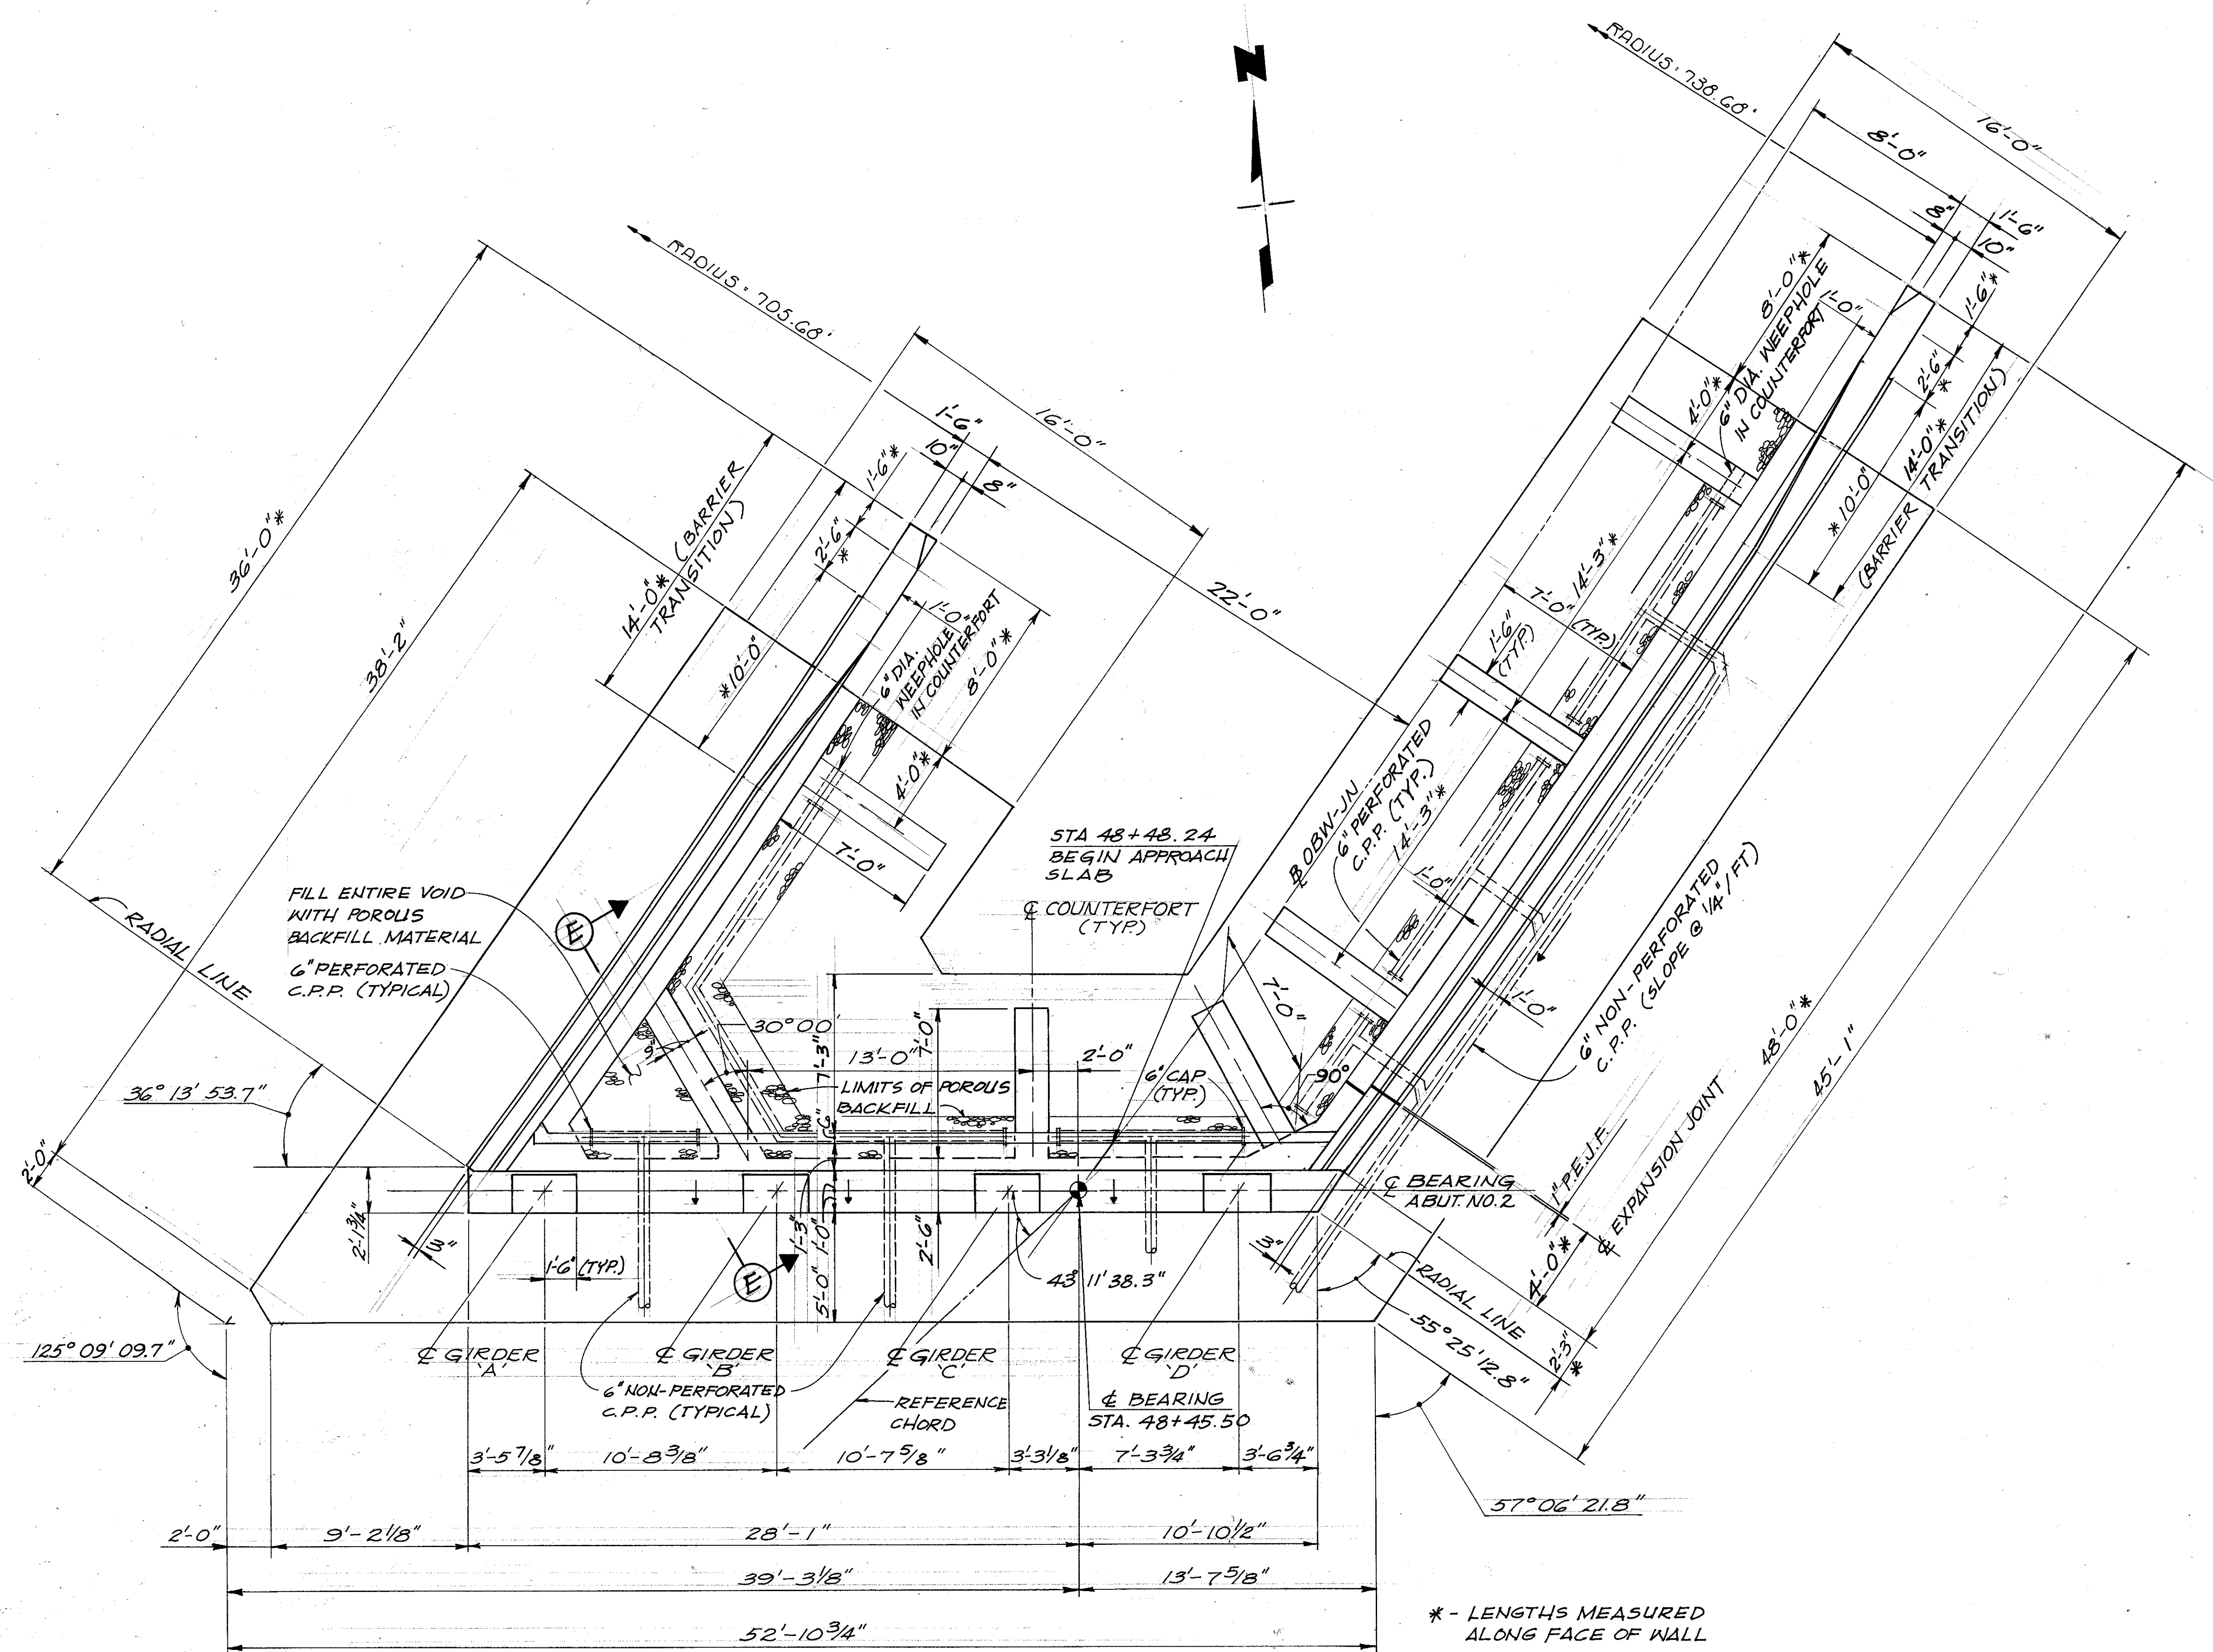 N
RADIUS = 738.68'
16'-0"
8'-0"
8"
1'-6"
10"
8'-0"*
6" DIA. WEEPHOLE
IN COUNTERFORT
1'-0"
1'-6"*
2'-6"
*
4'-0"*
14'-0"*
(BARRIER TRANSITION)
*10'-0"
RADIUS = 705.68'
16'-0"
1'-6"
10"
8"
1'-6"*
2'-6"
*
22'-0"
36'-0"*
38'-2"
14'-0"* (BARRIER
TRANSITION)
*10'-0"
1'-0"
6" DIA.
WEEPHOLE
IN COUNTERFORT
8'-0"*
4'-0"*
7'-0"
14'-3"*
7'-0"
(TYP.)
1'-6"
(TYP.)
℄ OBW-JN
6" PERFORATED
C.P.P. (TYP.)
14'-3"*
1'-0"
STA 48+48.24
BEGIN APPROACH
SLAB
℄ COUNTERFORT
(TYP.)
FILL ENTIRE VOID
WITH POROUS
BACKFILL MATERIAL
6" PERFORATED
C.P.P. (TYPICAL)
E
RADIAL LINE
36° 13' 53.7"
9"
30°00'
13'-0"
7'-3"
7'-0"
2'-0"
7'-0"
LIMITS OF POROUS
BACKFILL
6"
6" CAP
(TYP.)
90°
1'-0"
6" NON-PERFORATED
C.P.P. (SLOPE @ 1/4"/FT)
48'-0"*
45'-1"
2'-0"
2'-1 3/4"
3"
1'-6" (TYP.)
E
1'-3"
1'-0"
5'-0"
2'-6"
43° 11' 38.3"
℄ BEARING
ABUT. NO. 2
1" P.E.J.F.
℄ EXPANSION JOINT
4'-0"*
3"
RADIAL LINE
55° 25' 12.8"
2'-3"
*
125° 09' 09.7"
℄ GIRDER
'A'
℄ GIRDER
'B'
℄ GIRDER
'C'
℄ GIRDER
'D'
6" NON-PERFORATED
C.P.P. (TYPICAL)
REFERENCE
CHORD
℄ BEARING
STA. 48+45.50
3'-5 7/8"
10'-8 3/8"
10'-7 5/8"
3'-3 1/8"
7'-3 3/4"
3'-6 3/4"
57° 06' 21.8"
2'-0"
9'-2 1/8"
28'-1"
10'-10 1/2"
39'-3 1/8"
13'-7 5/8"
52'-10 3/4"
* - LENGTHS MEASURED
ALONG FACE OF WALL